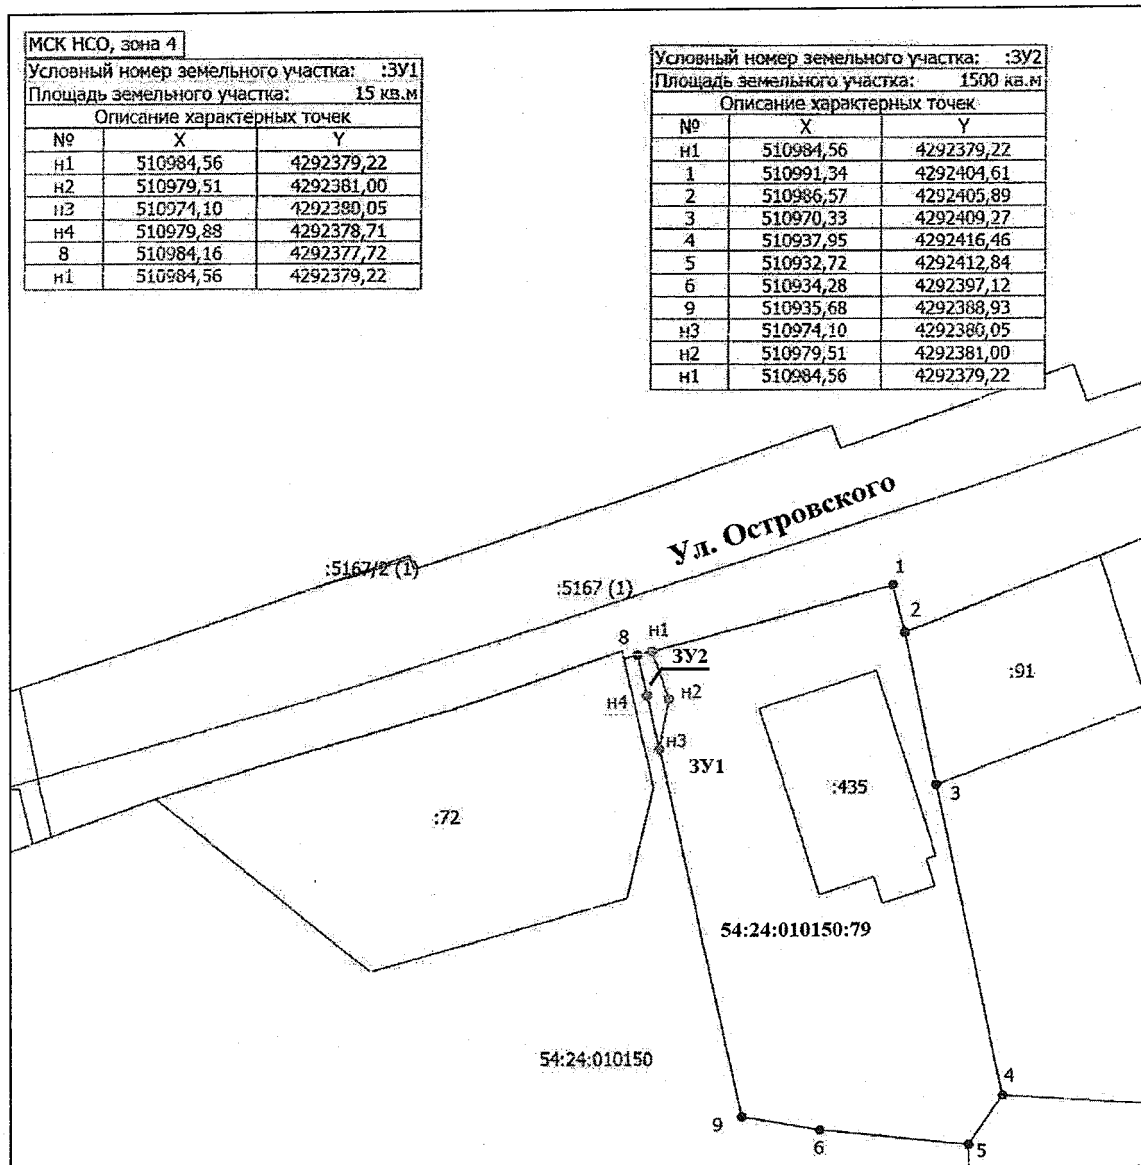 МСК НСО, зона 4
Условный номер земельного участка: :ЗУ1
Площадь земельного участка: 15 кв.м
Описание характерных точек
№ X Y
н1 510984,56 4292379,22
н2 510979,51 4292381,00
н3 510974,10 4292380,05
н4 510979,88 4292378,71
8 510984,16 4292377,72
н1 510984,56 4292379,22
Условный номер земельного участка: :ЗУ2
Площадь земельного участка: 1500 кв.м
Описание характерных точек
№ X Y
н1 510984,56 4292379,22
1 510991,34 4292404,61
2 510986,57 4292405,89
3 510970,33 4292409,27
4 510937,95 4292416,46
5 510932,72 4292412,84
6 510934,28 4292397,12
9 510935,68 4292388,93
н3 510974,10 4292380,05
н2 510979,51 4292381,00
н1 510984,56 4292379,22
Ул. Островского
:5167/2 (1)
:5167 (1)
1
2
8
н1
ЗУ2
:91
н4
н2
н3
ЗУ1
:435
3
:72
54:24:010150:79
54:24:010150
4
9
6
5